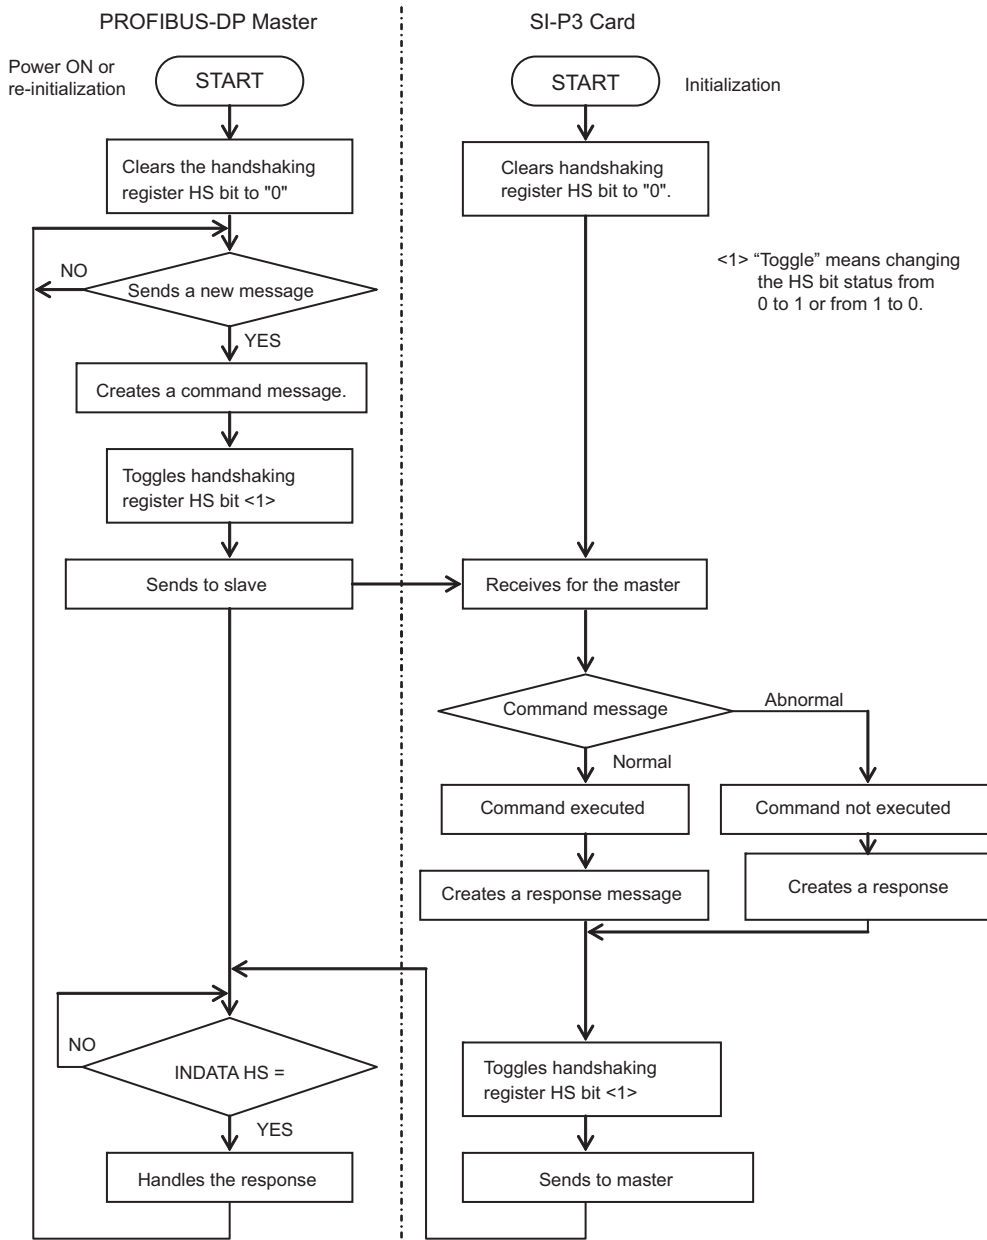 PROFIBUS-DP Master
SI-P3 Card
Power ON or
re-initialization
START
START
Initialization
Clears the handshaking
register HS bit to "0"
Clears handshaking
register HS bit to "0".
<1> “Toggle” means changing
the HS bit status from
0 to 1 or from 1 to 0.
NO
Sends a new message
YES
Creates a command message.
Toggles handshaking
register HS bit <1>
Sends to slave
Receives for the master
Command message
Abnormal
Normal
Command executed
Command not executed
Creates a response message
Creates a response
NO
INDATA HS =
YES
Toggles handshaking
register HS bit <1>
Handles the response
Sends to master